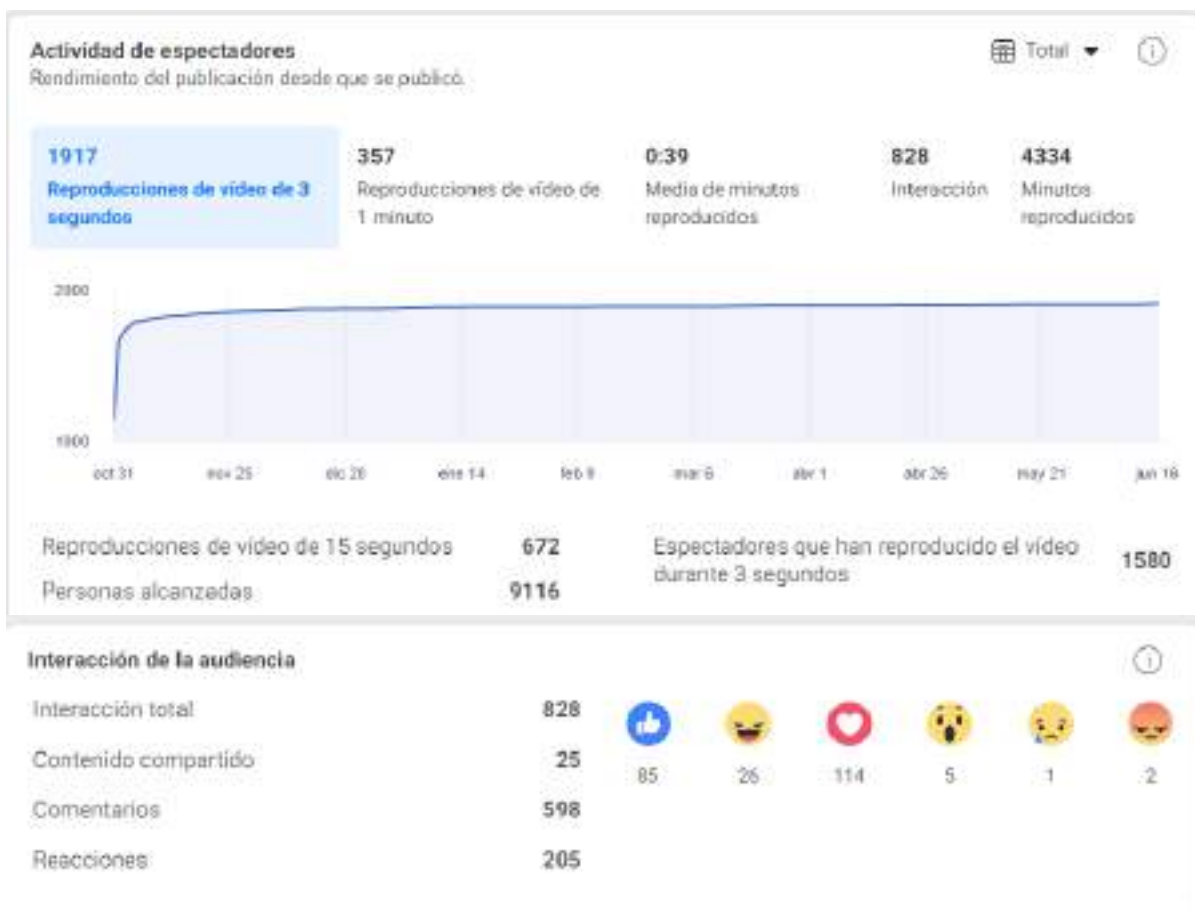 Actividad de espectadores
Total
Rendimiento del publicación desde que se publicó.
1917
Reproducciones de vídeo de 3 segundos
357
Reproducciones de vídeo de 1 minuto
0:39
Media de minutos reproducidos
828
Interacción
4334
Minutos reproducidos
2000
1000
oct 31
nov 25
dic 20
ene 14
feb 8
mar 6
abr 1
abr 26
may 21
jun 16
Reproducciones de vídeo de 15 segundos 672
Personas alcanzadas 9116
Espectadores que han reproducido el vídeo
durante 3 segundos
1580
Interacción de la audiencia
Interacción total 828
Contenido compartido 25
Comentarios 598
Reacciones 205
85 26 114 5 1 2